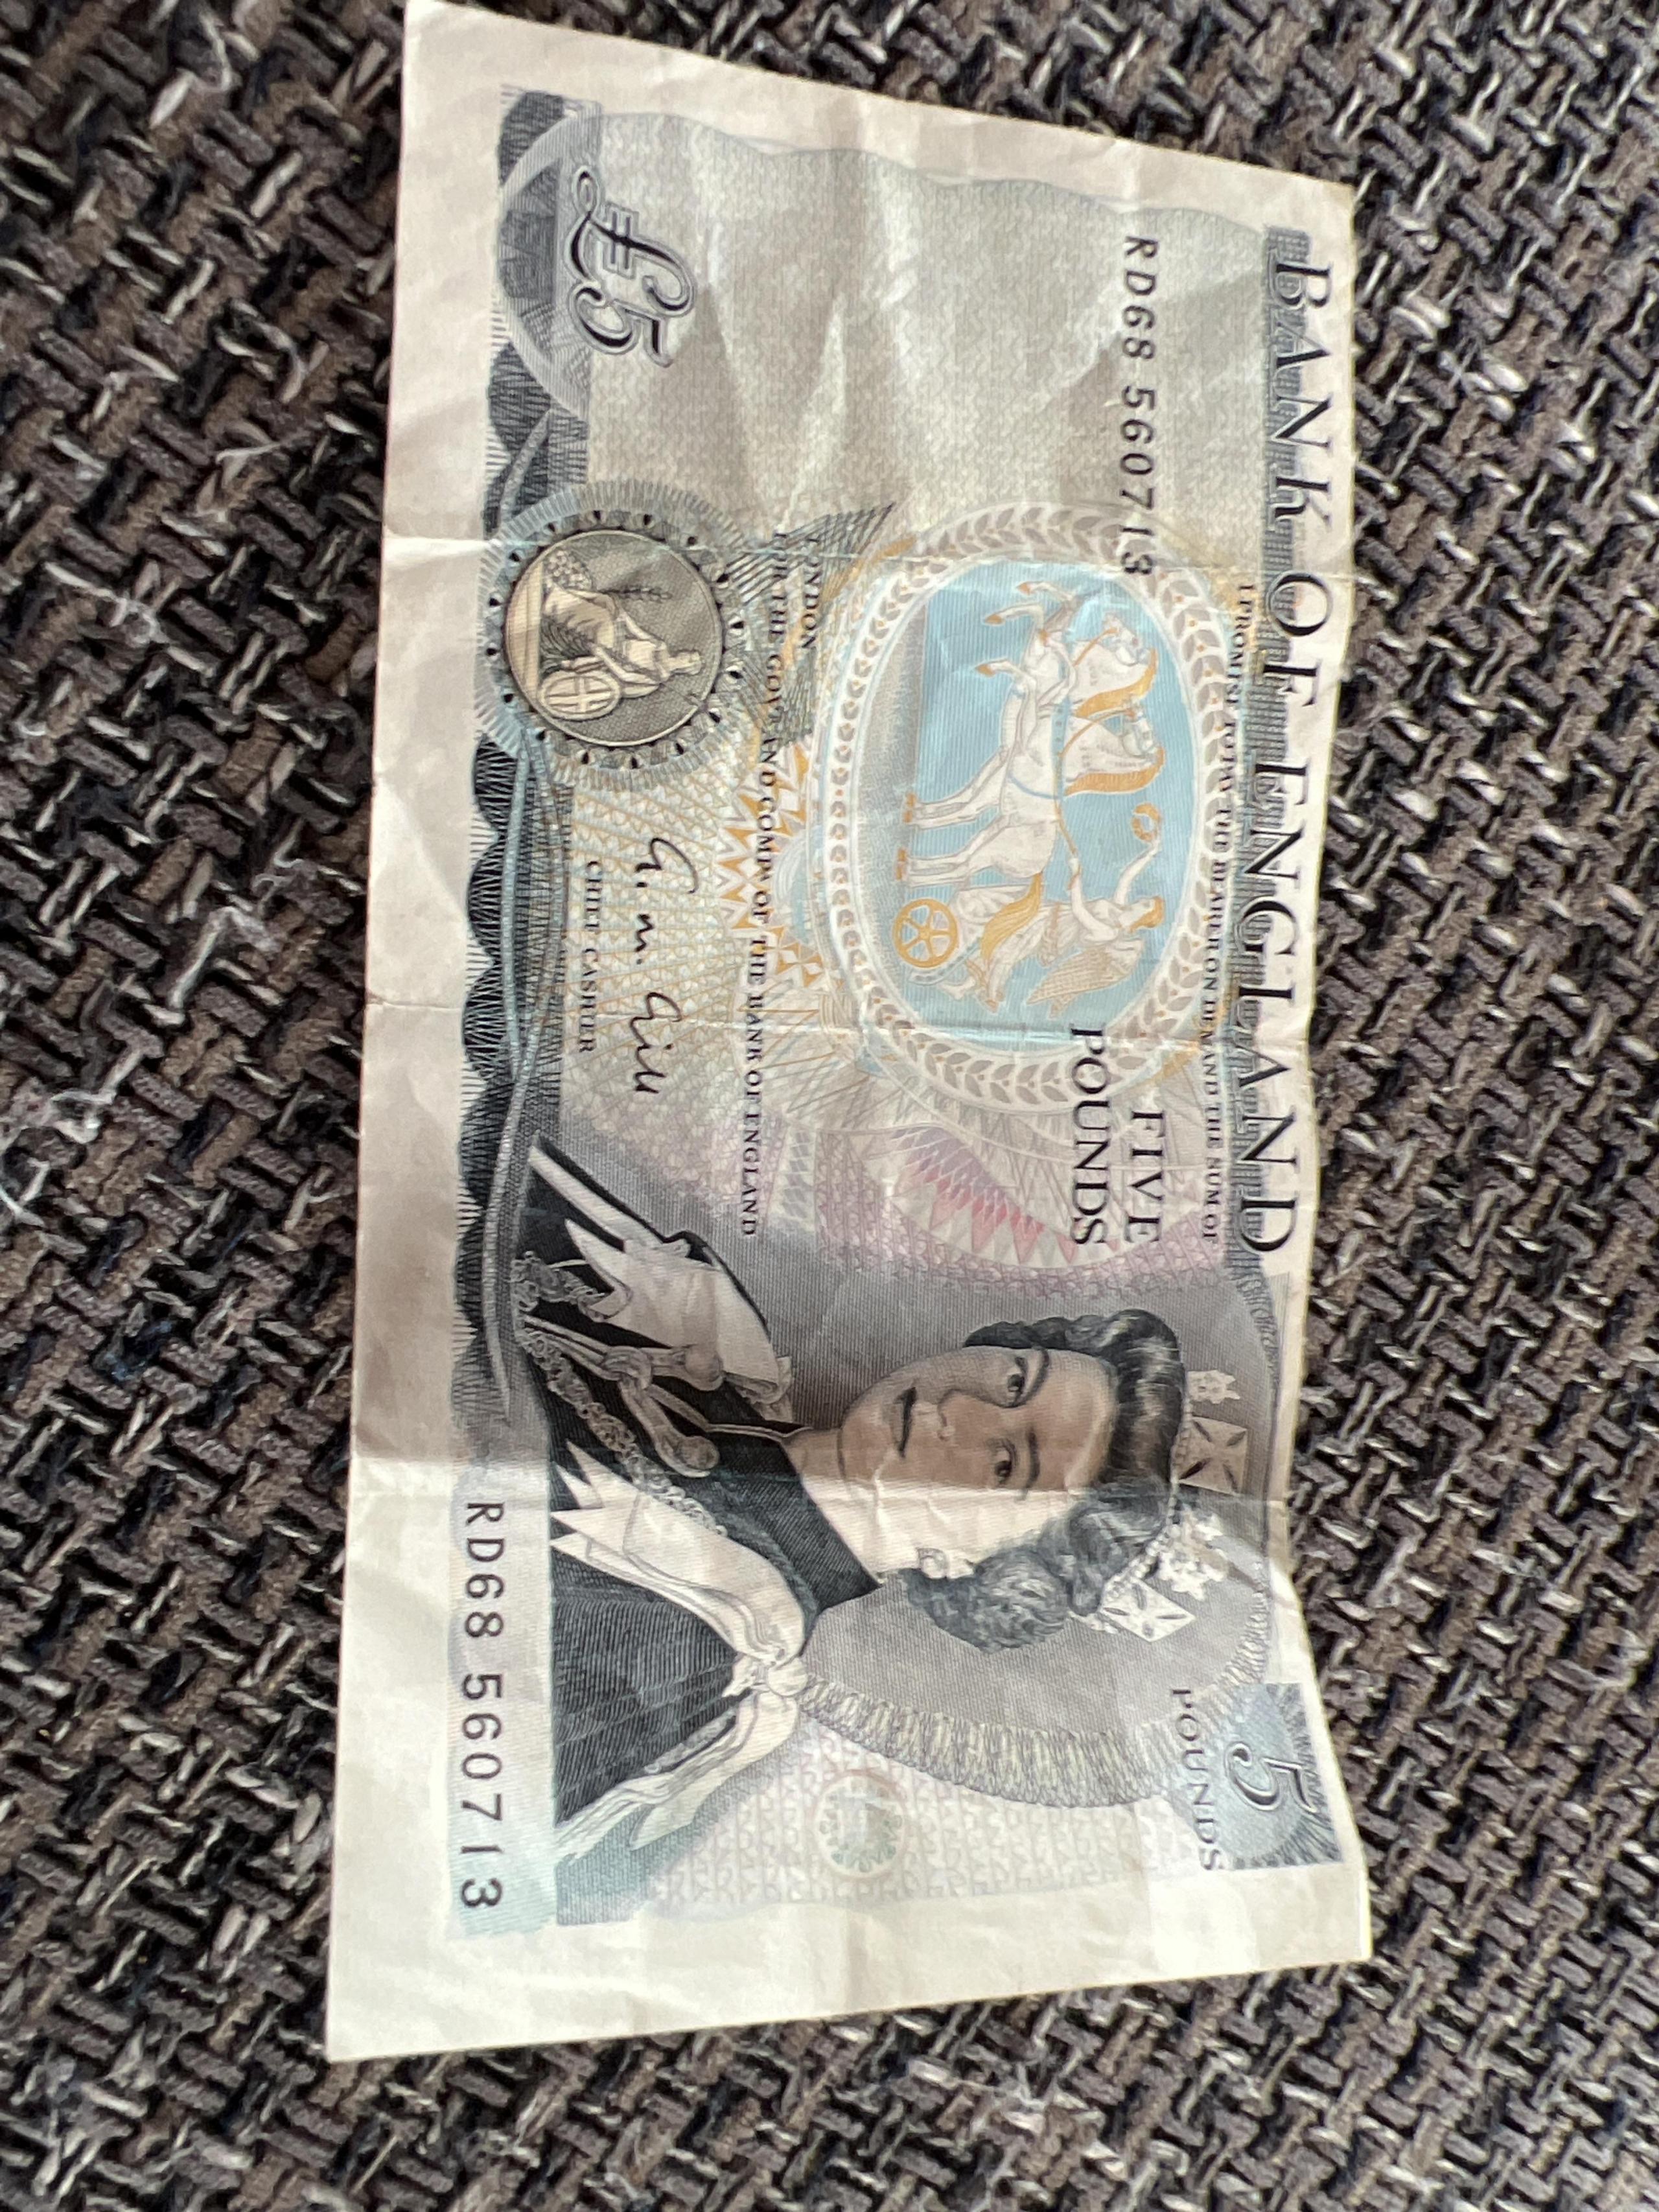 BANK OF ENGLAND
I PROMISE TO PAY THE BEARER ON DEMAND THE SUM OF
RD68 560713
FIVE
POUNDS
5
POUNDS
LONDON
FOR THE GOVR AND COMPA OF THE BANK OF ENGLAND
G. M. Gill
CHIEF CASHIER
£5
RD68 560713